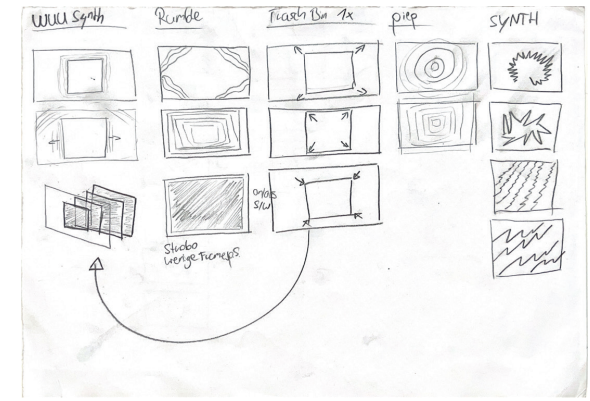 WUU Synth
Rumble
Trash Bin 1x
piep
SYNTH
S/W
Strobo
wenige Frames